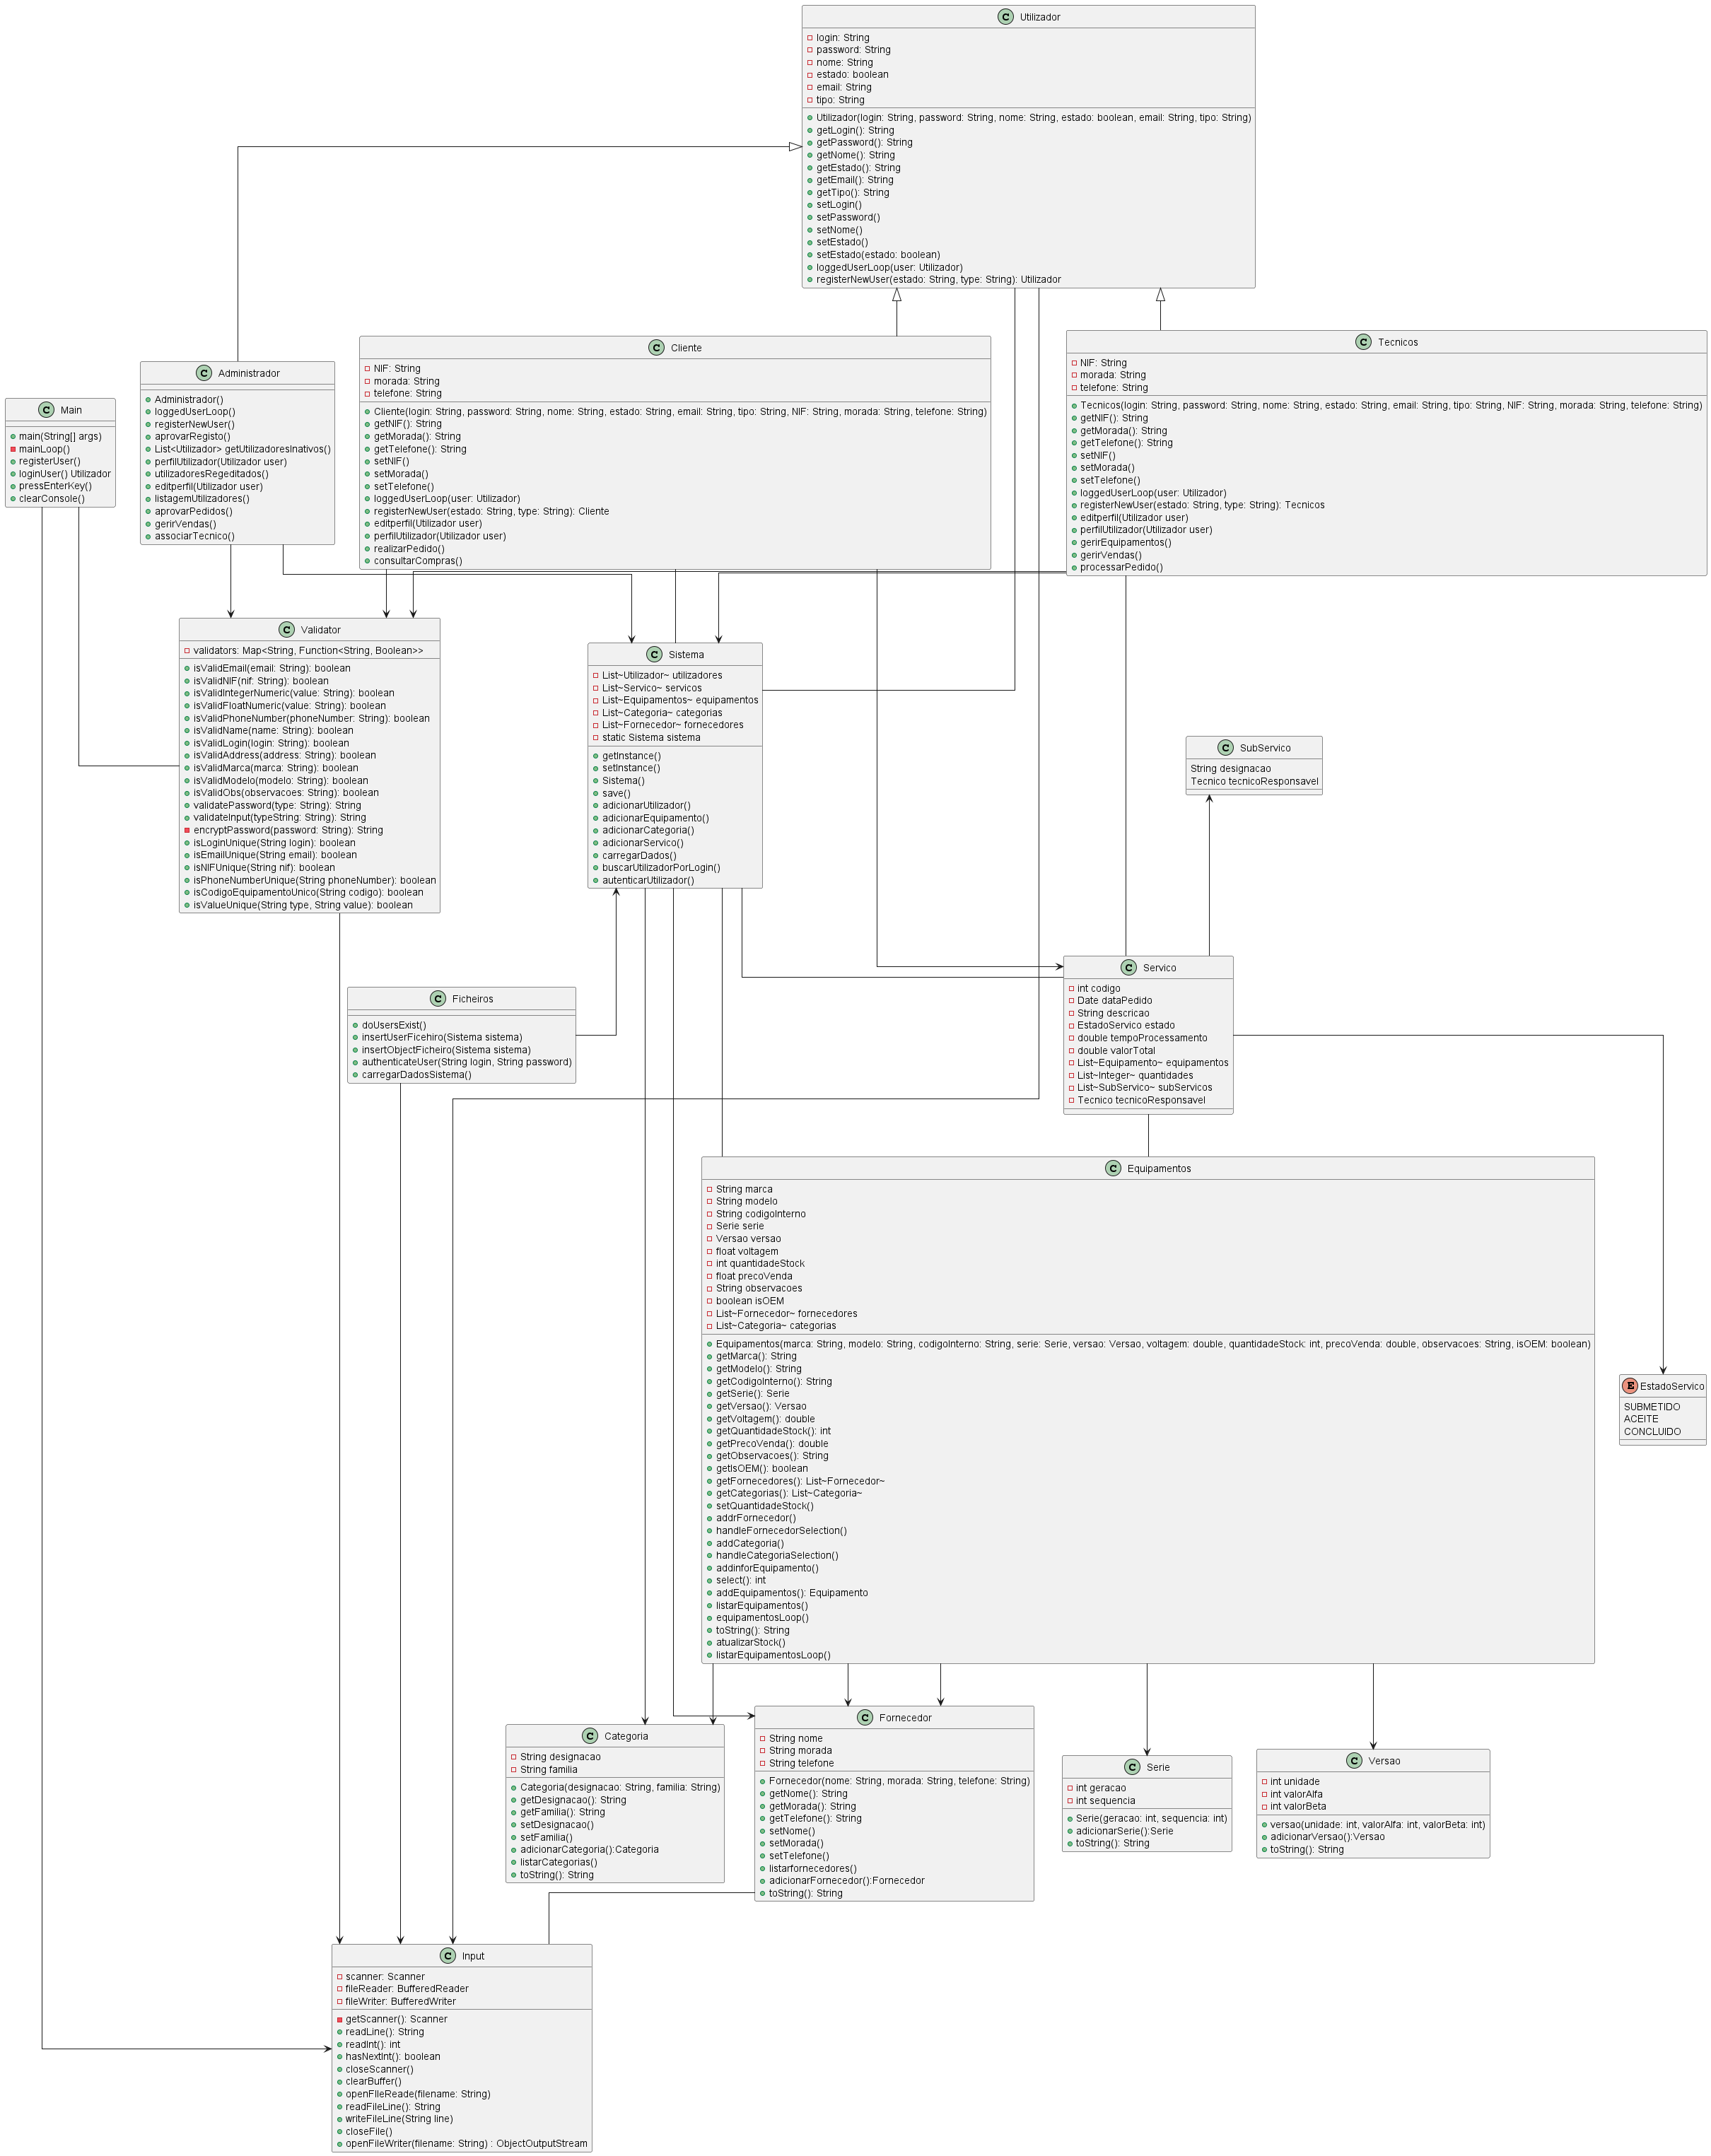 Utilizador
login: String
password: String
nome: String
estado: boolean
email: String
tipo: String
Utilizador(login: String, password: String, nome: String, estado: boolean, email: String, tipo: String)
getLogin(): String
getPassword(): String
getNome(): String
getEstado(): String
getEmail(): String
getTipo(): String
setLogin()
setPassword()
setNome()
setEstado()
setEstado(estado: boolean)
loggedUserLoop(user: Utilizador)
registerNewUser(estado: String, type: String): Utilizador
Main
main(String[] args)
mainLoop()
registerUser()
loginUser() Utilizador
pressEnterKey()
clearConsole()
Administrador
Administrador()
loggedUserLoop()
registerNewUser()
aprovarRegisto()
List<Utilizador> getUtilizadoresInativos()
perfilUtilizador(Utilizador user)
utilizadoresRegeditados()
editperfil(Utilizador user)
listagemUtilizadores()
aprovarPedidos()
gerirVendas()
associarTecnico()
Cliente
NIF: String
morada: String
telefone: String
Cliente(login: String, password: String, nome: String, estado: String, email: String, tipo: String, NIF: String, morada: String, telefone: String)
getNIF(): String
getMorada(): String
getTelefone(): String
setNIF()
setMorada()
setTelefone()
loggedUserLoop(user: Utilizador)
registerNewUser(estado: String, type: String): Cliente
editperfil(Utilizador user)
perfilUtilizador(Utilizador user)
realizarPedido()
consultarCompras()
Tecnicos
NIF: String
morada: String
telefone: String
Tecnicos(login: String, password: String, nome: String, estado: String, email: String, tipo: String, NIF: String, morada: String, telefone: String)
getNIF(): String
getMorada(): String
getTelefone(): String
setNIF()
setMorada()
setTelefone()
loggedUserLoop(user: Utilizador)
registerNewUser(estado: String, type: String): Tecnicos
editperfil(Utilizador user)
perfilUtilizador(Utilizador user)
gerirEquipamentos()
gerirVendas()
processarPedido()
Validator
validators: Map<String, Function<String, Boolean>>
isValidEmail(email: String): boolean
isValidNIF(nif: String): boolean
isValidIntegerNumeric(value: String): boolean
isValidFloatNumeric(value: String): boolean
isValidPhoneNumber(phoneNumber: String): boolean
isValidName(name: String): boolean
isValidLogin(login: String): boolean
isValidAddress(address: String): boolean
isValidMarca(marca: String): boolean
isValidModelo(modelo: String): boolean
isValidObs(observacoes: String): boolean
validatePassword(type: String): String
validateInput(typeString: String): String
encryptPassword(password: String): String
isLoginUnique(String login): boolean
isEmailUnique(String email): boolean
isNIFUnique(String nif): boolean
isPhoneNumberUnique(String phoneNumber): boolean
isCodigoEquipamentoUnico(String codigo): boolean
isValueUnique(String type, String value): boolean
Sistema
List~Utilizador~ utilizadores
List~Servico~ servicos
List~Equipamentos~ equipamentos
List~Categoria~ categorias
List~Fornecedor~ fornecedores
static Sistema sistema
getInstance()
setInstance()
Sistema()
save()
adicionarUtilizador()
adicionarEquipamento()
adicionarCategoria()
adicionarServico()
carregarDados()
buscarUtilizadorPorLogin()
autenticarUtilizador()
SubServico
String designacao
Tecnico tecnicoResponsavel
Ficheiros
doUsersExist()
insertUserFicehiro(Sistema sistema)
insertObjectFicheiro(Sistema sistema)
authenticateUser(String login, String password)
carregarDadosSistema()
Servico
int codigo
Date dataPedido
String descricao
EstadoServico estado
double tempoProcessamento
double valorTotal
List~Equipamento~ equipamentos
List~Integer~ quantidades
List~SubServico~ subServicos
Tecnico tecnicoResponsavel
Equipamentos
String marca
String modelo
String codigoInterno
Serie serie
Versao versao
float voltagem
int quantidadeStock
float precoVenda
String observacoes
boolean isOEM
List~Fornecedor~ fornecedores
List~Categoria~ categorias
Equipamentos(marca: String, modelo: String, codigoInterno: String, serie: Serie, versao: Versao, voltagem: double, quantidadeStock: int, precoVenda: double, observacoes: String, isOEM: boolean)
getMarca(): String
getModelo(): String
getCodigoInterno(): String
getSerie(): Serie
getVersao(): Versao
getVoltagem(): double
getQuantidadeStock(): int
getPrecoVenda(): double
getObservacoes(): String
getIsOEM(): boolean
getFornecedores(): List~Fornecedor~
getCategorias(): List~Categoria~
setQuantidadeStock()
addrFornecedor()
handleFornecedorSelection()
addCategoria()
handleCategoriaSelection()
addinforEquipamento()
select(): int
addEquipamentos(): Equipamento
listarEquipamentos()
equipamentosLoop()
toString(): String
atualizarStock()
listarEquipamentosLoop()
EstadoServico
SUBMETIDO
ACEITE
CONCLUIDO
Categoria
String designacao
String familia
Categoria(designacao: String, familia: String)
getDesignacao(): String
getFamilia(): String
setDesignacao()
setFamilia()
adicionarCategoria():Categoria
listarCategorias()
toString(): String
Fornecedor
String nome
String morada
String telefone
Fornecedor(nome: String, morada: String, telefone: String)
getNome(): String
getMorada(): String
getTelefone(): String
setNome()
setMorada()
setTelefone()
listarfornecedores()
adicionarFornecedor():Fornecedor
toString(): String
Serie
int geracao
int sequencia
Serie(geracao: int, sequencia: int)
adicionarSerie():Serie
toString(): String
Versao
int unidade
int valorAlfa
int valorBeta
versao(unidade: int, valorAlfa: int, valorBeta: int)
adicionarVersao():Versao
toString(): String
Input
scanner: Scanner
fileReader: BufferedReader
fileWriter: BufferedWriter
getScanner(): Scanner
readLine(): String
readInt(): int
hasNextInt(): boolean
closeScanner()
clearBuffer()
openFIleReade(filename: String)
readFileLine(): String
writeFileLine(String line)
closeFile()
openFileWriter(filename: String) : ObjectOutputStream